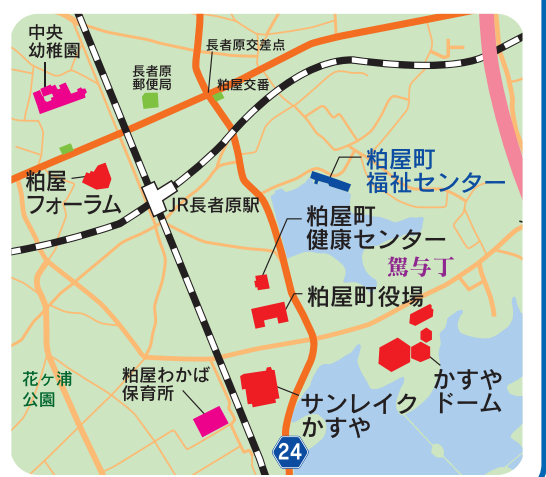 中央
幼稚園
長者原交差点
長者原
郵便局
粕屋交番
粕屋町
福祉センター
粕屋
フォーラム
JR長者原駅
粕屋町
健康センター
駕与丁
粕屋町役場
花ヶ浦
公園
粕屋わかば
保育所
かすや
ドーム
サンレイク
かすや
24